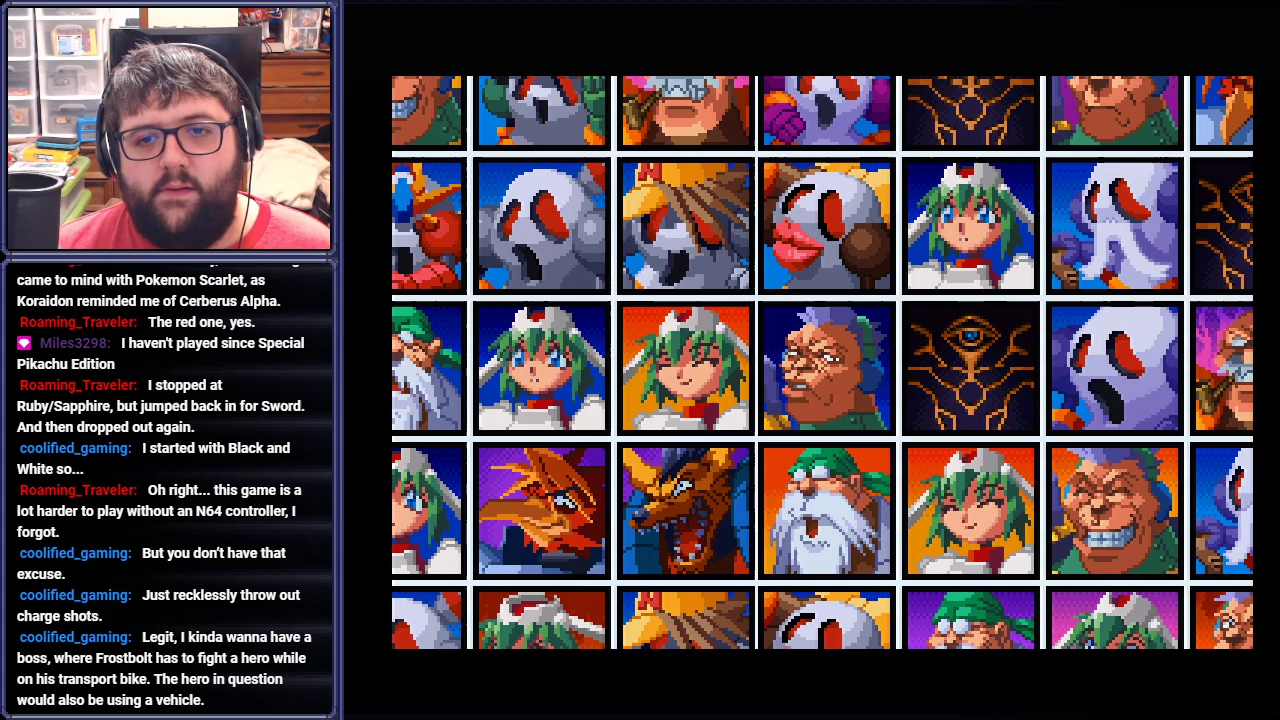 came to mind with Pokemon Scarlet, as
Koraidon reminded me of Cerberus Alpha.
Roaming_Traveler: The red one, yes.
Miles3298: I haven't played since Special
Pikachu Edition
Roaming_Traveler: I stopped at
Ruby/Sapphire, but jumped back in for Sword.
And then dropped out again.
coolified_gaming: I started with Black and
White so...
Roaming_Traveler: Oh right... this game is a
lot harder to play without an N64 controller, I
forgot.
coolified_gaming: But you don't have that
excuse.
coolified_gaming: Just recklessly throw out
charge shots.
coolified_gaming: Legit, I kinda wanna have a
boss, where Frostbolt has to fight a hero while
on his transport bike. The hero in question
would also be using a vehicle.
N
N